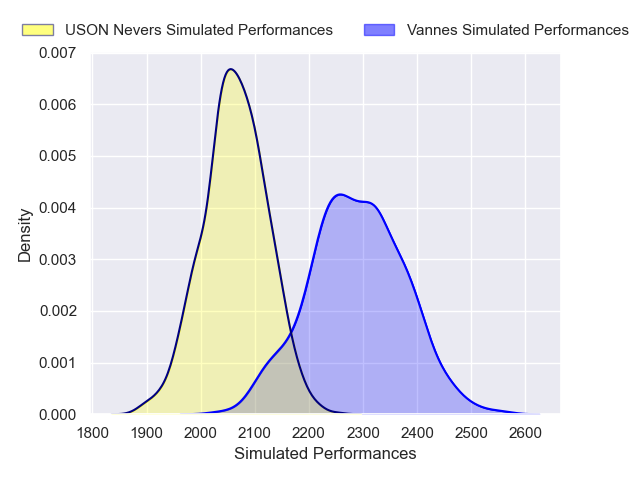 USON Nevers Simulated Performances
Vannes Simulated Performances
0.007
0.006
0.005
0.004
0.003
0.002
0.001
0.000
Density
1800 1900 2000 2100 2200 2300 2400 2500 2600
Simulated Performances